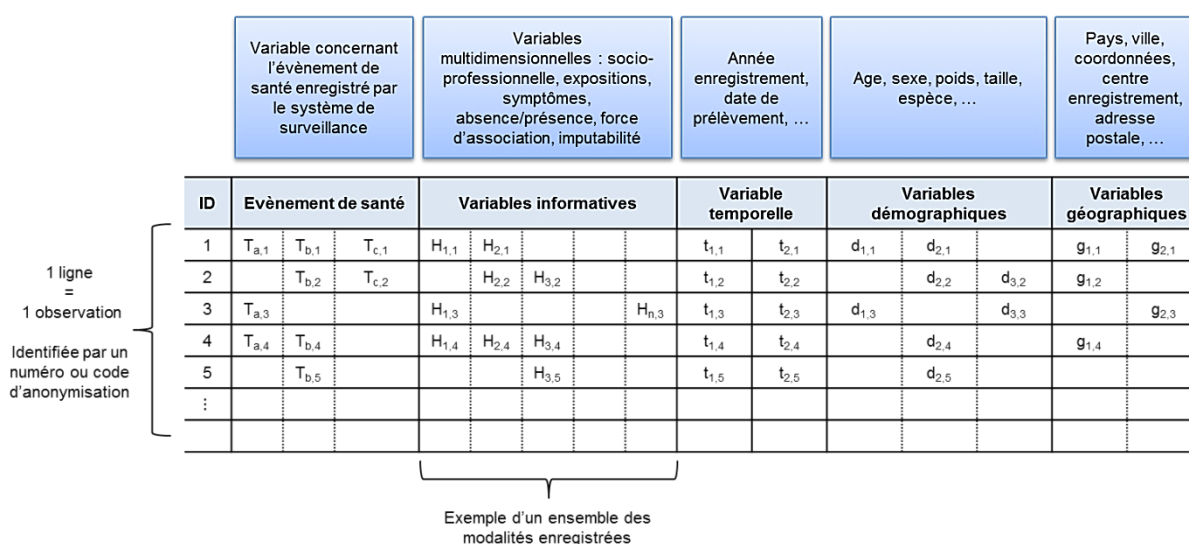 Variable concernant
l'évènement de
santé enregistré par
le système de
surveillance
Variables
multidimensionnelles : socio-
professionnelle, expositions,
symptômes,
absence/présence, force
d'association, imputabilité
Année
enregistrement,
date de
prélèvement, …
Age, sexe, poids, taille,
espèce, …
Pays, ville,
coordonnées,
centre
enregistrement,
adresse
postale, …
ID Evènement de santé Variables informatives Variable temporelle Variables démographiques Variables géographiques
1 Ta,1 Tb,1 Tc,1 H1,1 H2,1 t1,1 t2,1 d1,1 d2,1 g1,1 g2,1
2 Tb,2 Tc,2 H2,2 H3,2 t1,2 t2,2 d2,2 d3,2 g1,2
3 Ta,3 H1,3 Hn,3 t1,3 t2,3 d1,3 d3,3 g2,3
4 Ta,4 Tb,4 H1,4 H2,4 H3,4 t1,4 t2,4 d2,4 g1,4
5 Tb,5 H3,5 t1,5 t2,5 d2,5
⋮
1 ligne
=
1 observation
Identifiée par un
numéro ou code
d'anonymisation
Exemple d'un ensemble des
modalités enregistrées